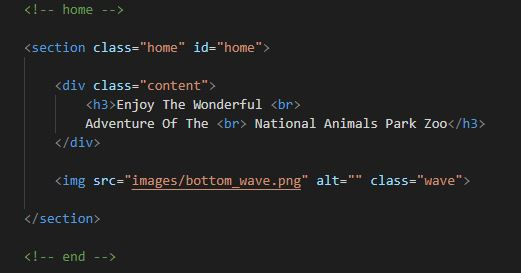 <!-- home -->
<section class="home" id="home">
<div class="content">
<h3>Enjoy The Wonderful <br>
Adventure Of The <br> National Animals Park Zoo</h3>
</div>
<img src="images/bottom_wave.png" alt="" class="wave">
</section>
<!-- end -->